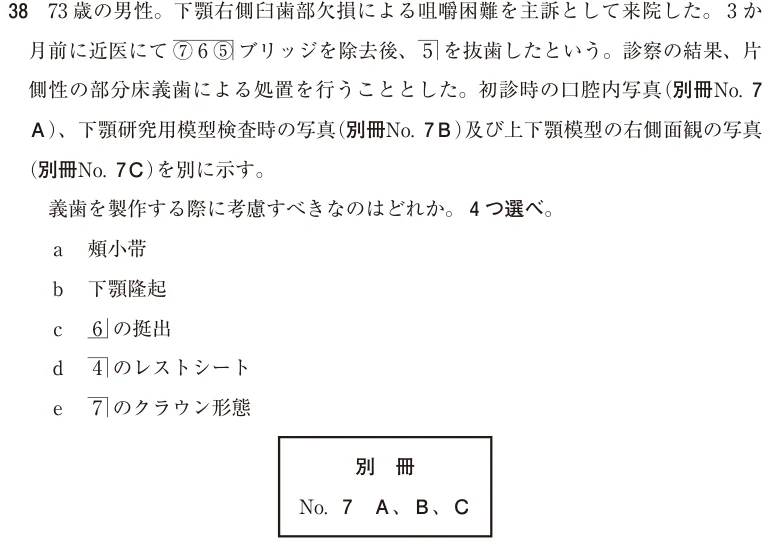 38 73歳の男性。下顎右側臼歯部欠損による咀嚼困難を主訴として来院した。3か
月前に近医にて⑦6⑤ブリッジを除去後、5を抜歯したという。診察の結果、片
側性の部分床義歯による処置を行うこととした。初診時の口腔内写真(別冊No. 7
A)、下顎研究用模型検査時の写真(別冊No. 7B)及び上下顎模型の右側面観の写真
(別冊No. 7C)を別に示す。
義歯を製作する際に考慮すべきなのはどれか。4つ選べ。
a 頰小帯
b 下顎隆起
c 6の挺出
d 4のレストシート
e 7のクラウン形態
別 冊
No. 7 A、B、C